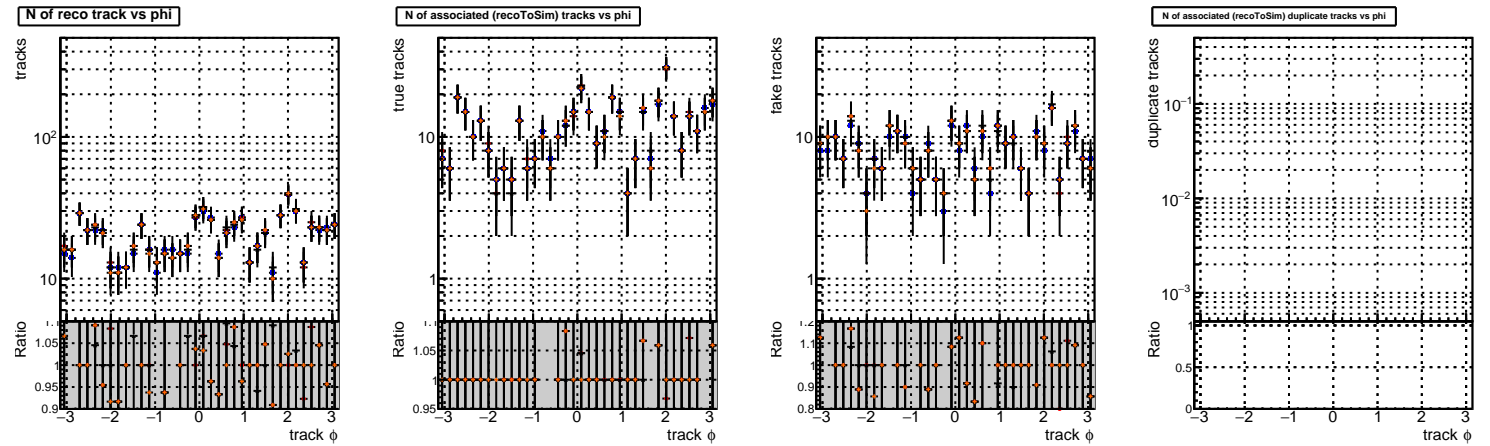 N of reco track vs phi
tracks
10²
10
Ratio
1.1
1.05
1
0.95
0.9
−3 −2 −1 0 1 2 3
track ϕ
N of associated (recoToSim) tracks vs phi
true tracks
10
1
Ratio
1.1
1.05
1
0.95
−3 −2 −1 0 1 2 3
track ϕ
fake tracks
10
1
Ratio
1.2
1.1
1
0.9
0.8
−3 −2 −1 0 1 2 3
track ϕ
N of associated (recoToSim) duplicate tracks vs phi
duplicate tracks
10⁻¹
10⁻²
10⁻³
Ratio
1
0.5
0
−3 −2 −1 0 1 2 3
track ϕ